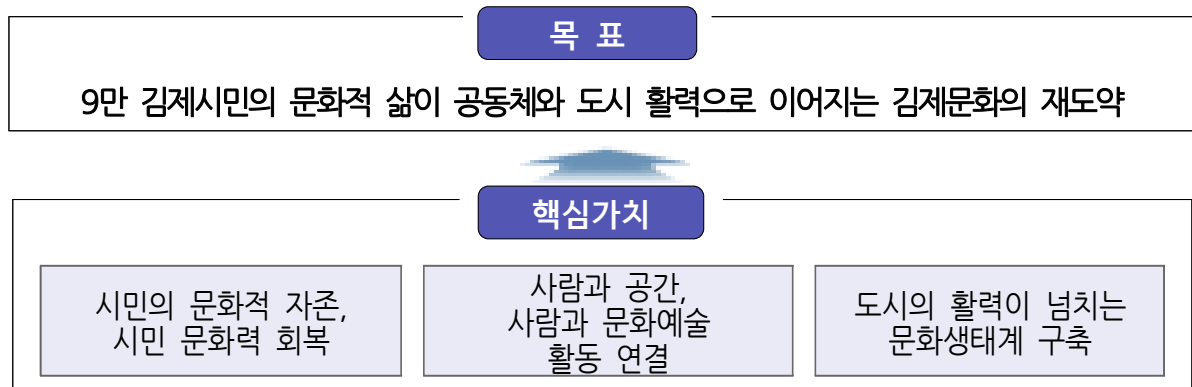 목 표
9만 김제시민의 문화적 삶이 공동체와 도시 활력으로 이어지는 김제문화의 재도약
핵심가치
시민의 문화적 자존,
시민 문화력 회복
사람과 공간,
사람과 문화예술
활동 연결
도시의 활력이 넘치는
문화생태계 구축